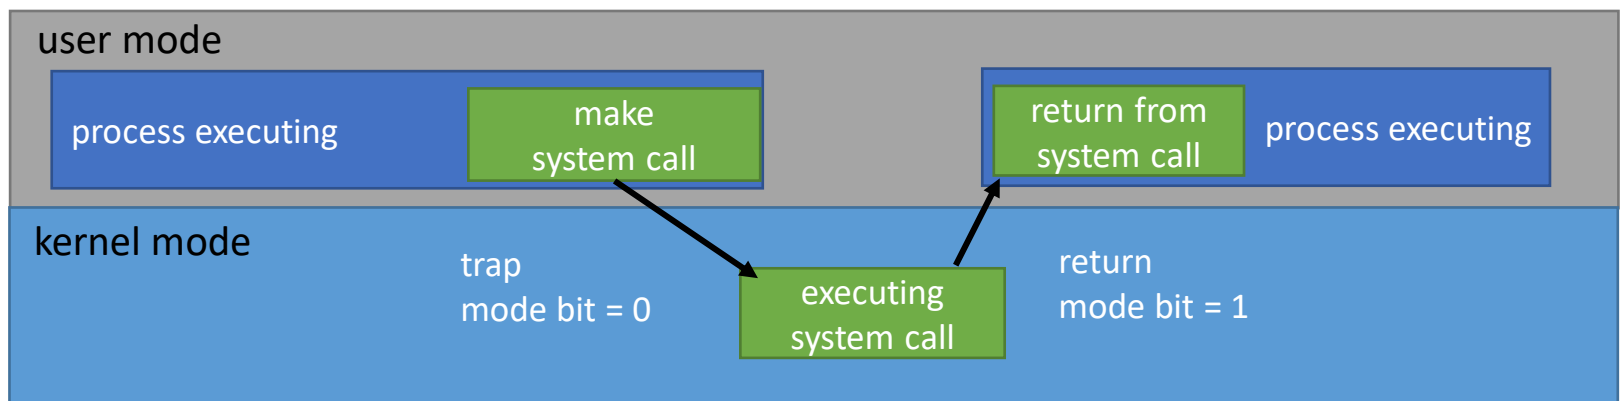 user mode
process executing
make
system call
return from
system call
process executing
kernel mode
trap
mode bit = 0
executing
system call
return
mode bit = 1